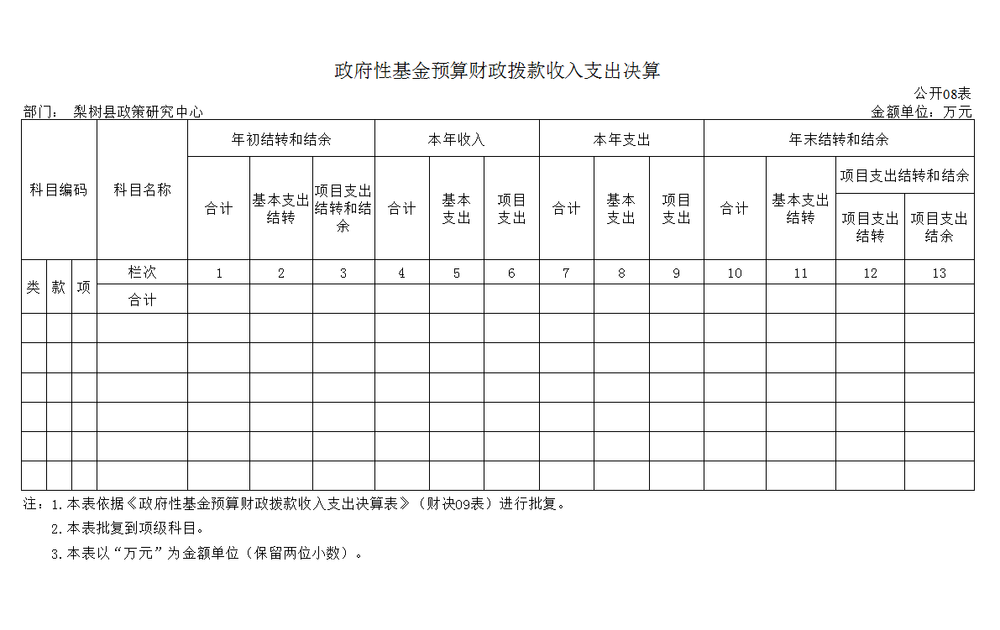 政府性基金预算财政拨款收入支出决算
公开08表
部门： 梨树县政策研究中心 金额单位：万元
科目编码 科目名称 年初结转和结余 本年收入 本年支出 年末结转和结余
合计 基本支出结转 项目支出结转和结余 合计 基本支出 项目支出 合计 基本支出 项目支出 合计 基本支出结转 项目支出结转和结余
项目支出结转 项目支出结余
类 款 项 栏次 1 2 3 4 5 6 7 8 9 10 11 12 13
合计
注：1.本表依据《政府性基金预算财政拨款收入支出决算表》（财决09表）进行批复。
2.本表批复到项级科目。
3.本表以“万元”为金额单位（保留两位小数）。